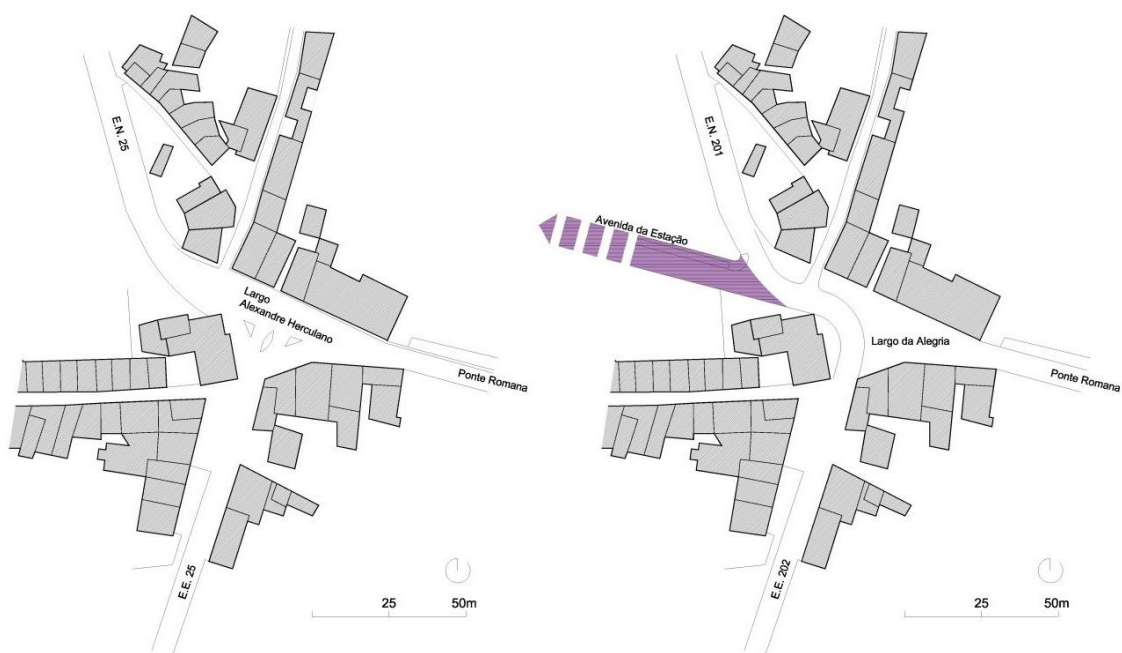 E.N. 25
Largo
Alexandre Herculano
Ponte Romana
E.E. 25
25
50m
E.N. 201
Avenida da Estação
Largo da Alegria
Ponte Romana
E.E. 202
25
50m